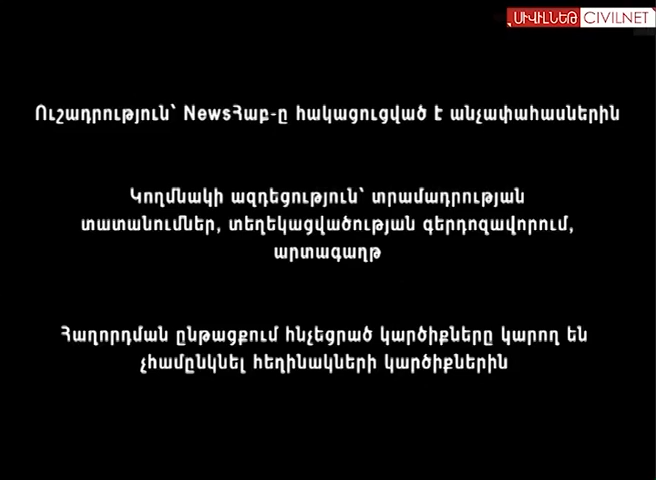 ՍԻՎԻԼՆԵԹ CIVILNET
Ուշադրություն՝ NewsՀաբ-ը հակացուցված է անչափահասներին
Կողմնակի ազդեցություն՝ տրամադրության
տատանումներ, տեղեկացվածության գերդոզավորում,
արտագաղթ
Հաղորդման ընթացքում հնչեցրած կարծիքները կարող են
չհամընկնել հեղինակների կարծիքներին